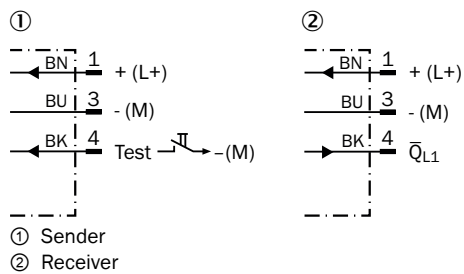 ① ②
BN 1 + (L+) BN 1 + (L+)
BU 3 - (M) BU 3 - (M)
BK 4 Test –(M) BK 4 Q̅L1
① Sender
② Receiver